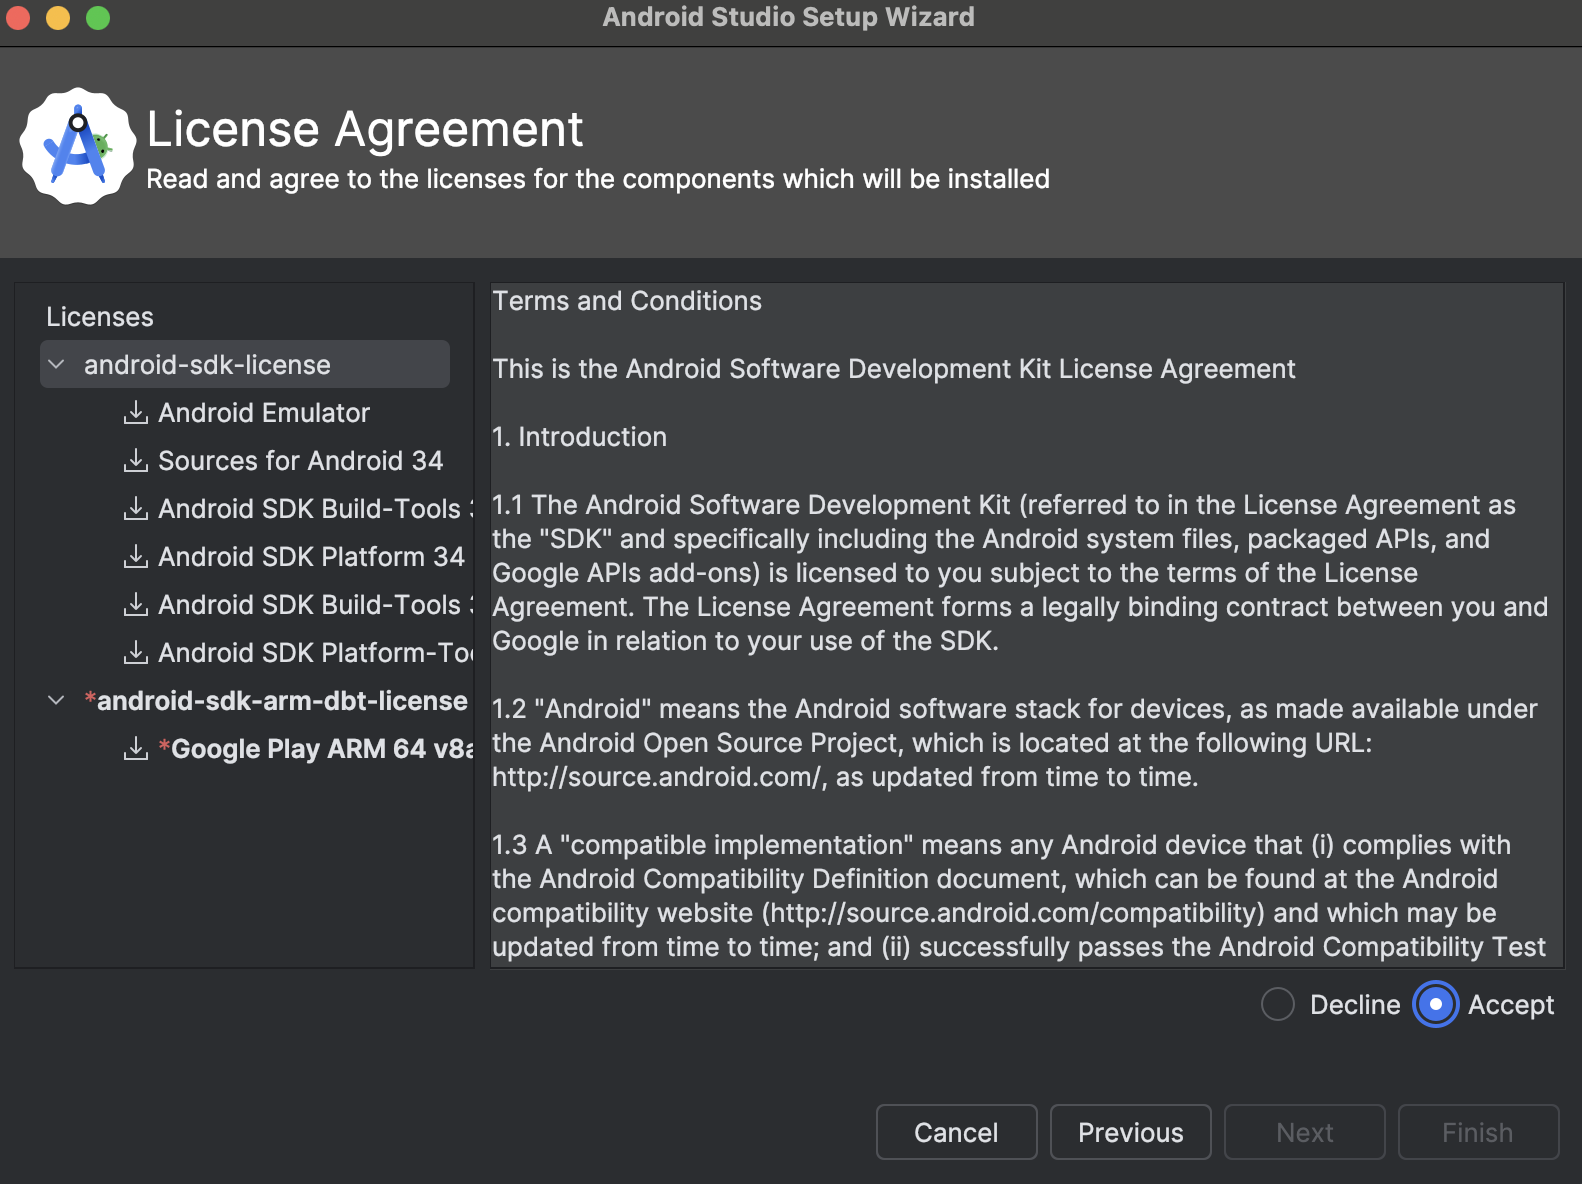 Android Studio Setup Wizard
License Agreement
Read and agree to the licenses for the components which will be installed
Licenses
android-sdk-license
Android Emulator
Sources for Android 34
Android SDK Build-Tools
Android SDK Platform 34
Android SDK Build-Tools
Android SDK
*android-sdk-arm-dbt-license
*Google Play ARM 64
Terms and Conditions
This is the Android Software Development Kit License Agreement
1. Introduction
1.1 The Android Software Development Kit (referred to in the License Agreement as
the "SDK" and specifically including the Android system files, packaged APIs, and
Google APIs add-ons) is licensed to you subject to the terms of the License
Agreement. The License Agreement forms a legally binding contract between you and
Google in relation to your use of the SDK.
1.2 "Android" means the Android software stack for devices, as made available under
the Android Open Source Project, which is located at the following URL:
http://source.android.com/, as updated from time to time.
1.3 A "compatible implementation" means any Android device that (i) complies with
the Android Compatibility Definition document, which can be found at the Android
compatibility website (http://source.android.com/compatibility) and which may be
updated from time to time; and (ii) successfully passes the Android Compatibility Test
Decline Accept
Cancel Previous Next Finish